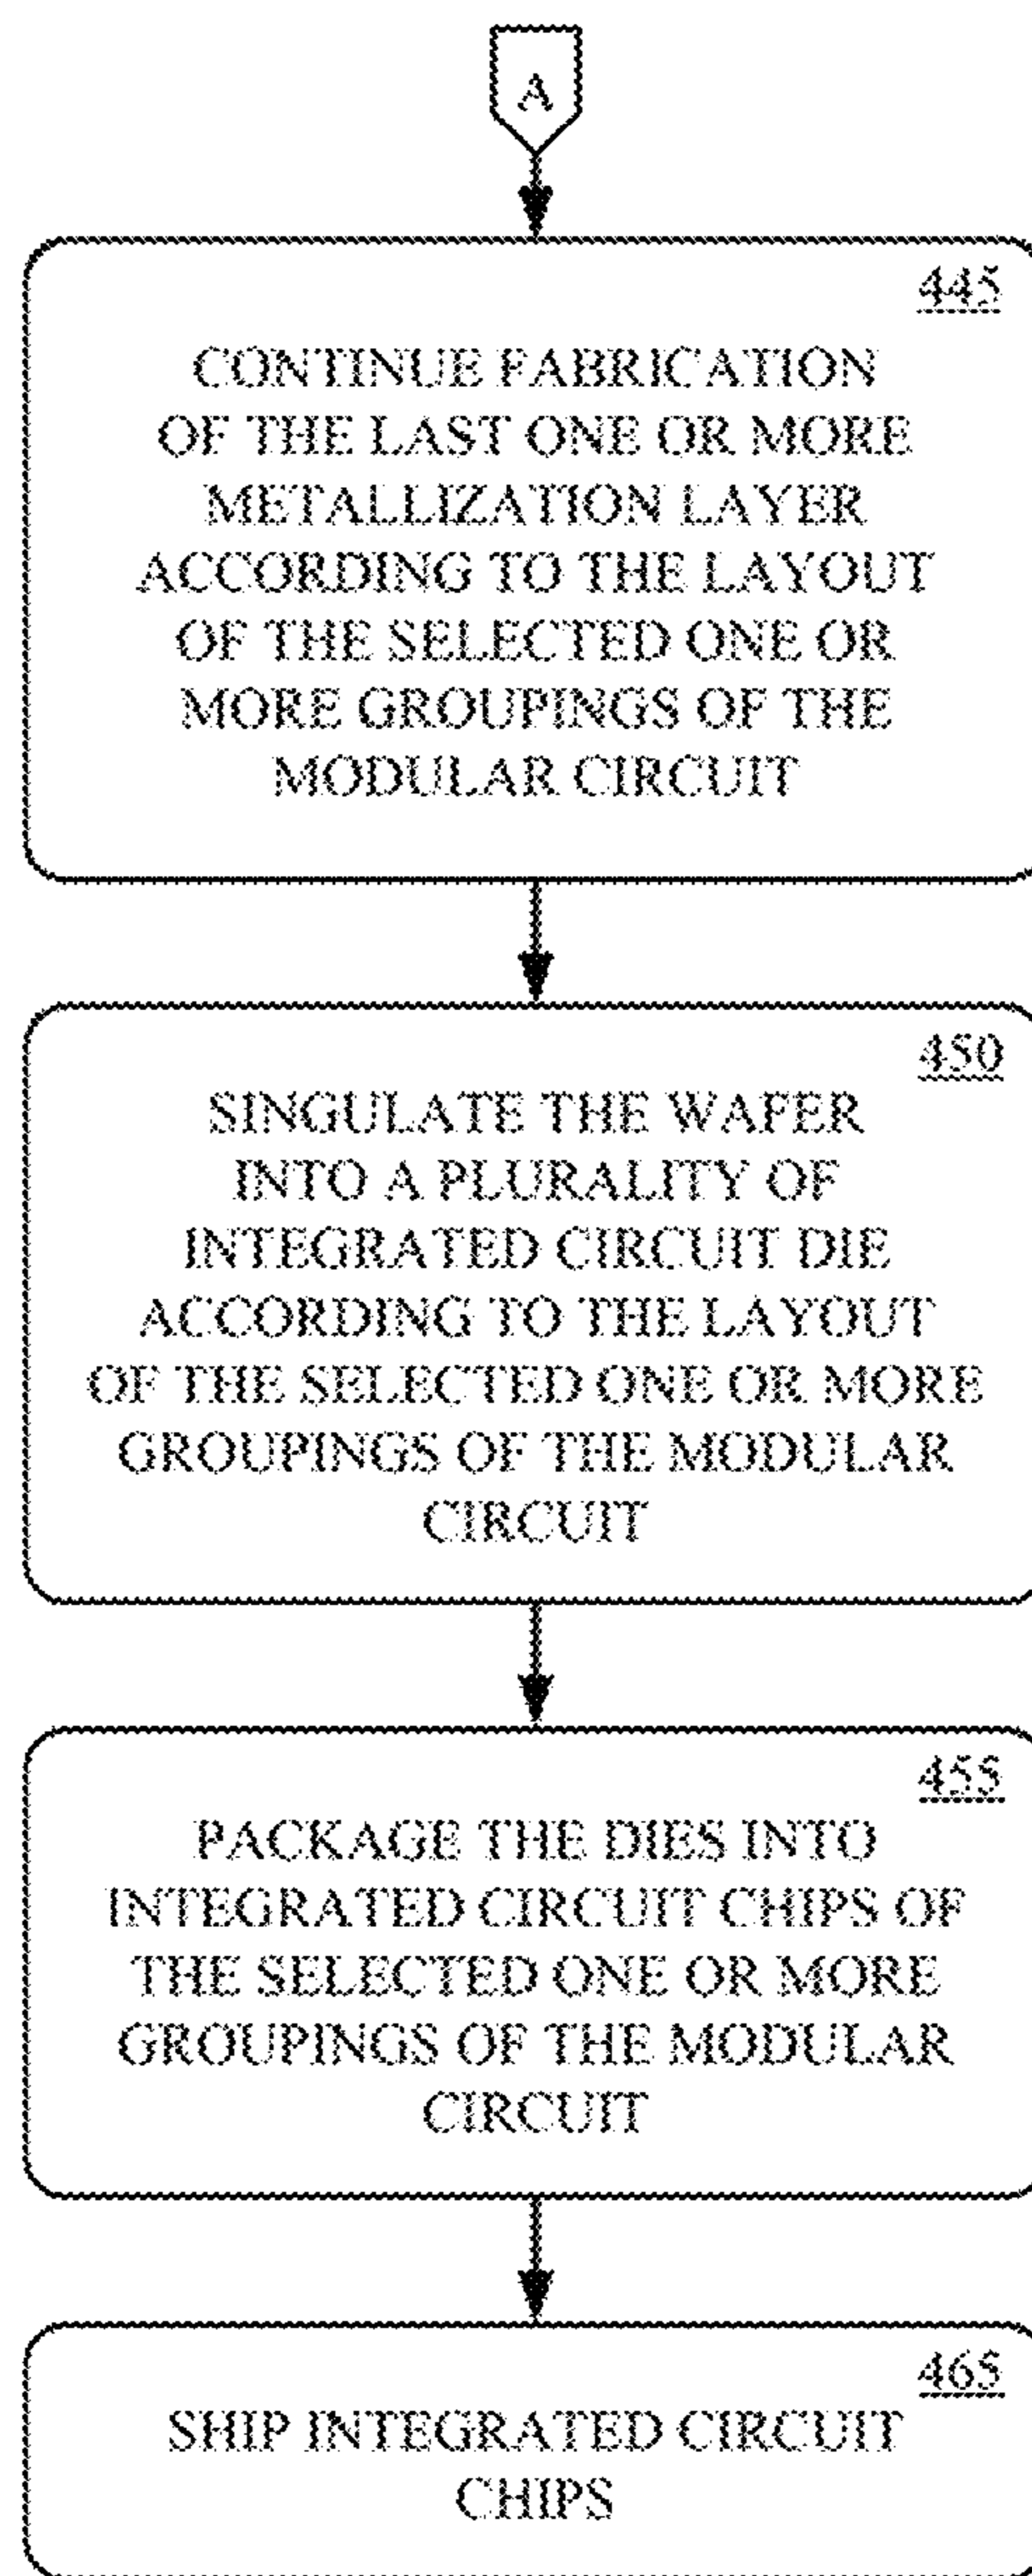 A
445
CONTINUE FABRICATION
OF THE LAST ONE OR MORE
METALLIZATION LAYER
ACCORDING TO THE LAYOUT
OF THE SELECTED ONE OR
MORE GROUPINGS OF THE
MODULAR CIRCUIT
450
SINGULATE THE WAFER
INTO A PLURALITY OF
INTEGRATED CIRCUIT DIE
ACCORDING TO THE LAYOUT
OF THE SELECTED ONE OR MORE
GROUPINGS OF THE MODULAR
CIRCUIT
455
PACKAGE THE DIES INTO
INTEGRATED CIRCUIT CHIPS OF
THE SELECTED ONE OR MORE
GROUPINGS OF THE MODULAR
CIRCUIT
465
SHIP INTEGRATED CIRCUIT
CHIPS